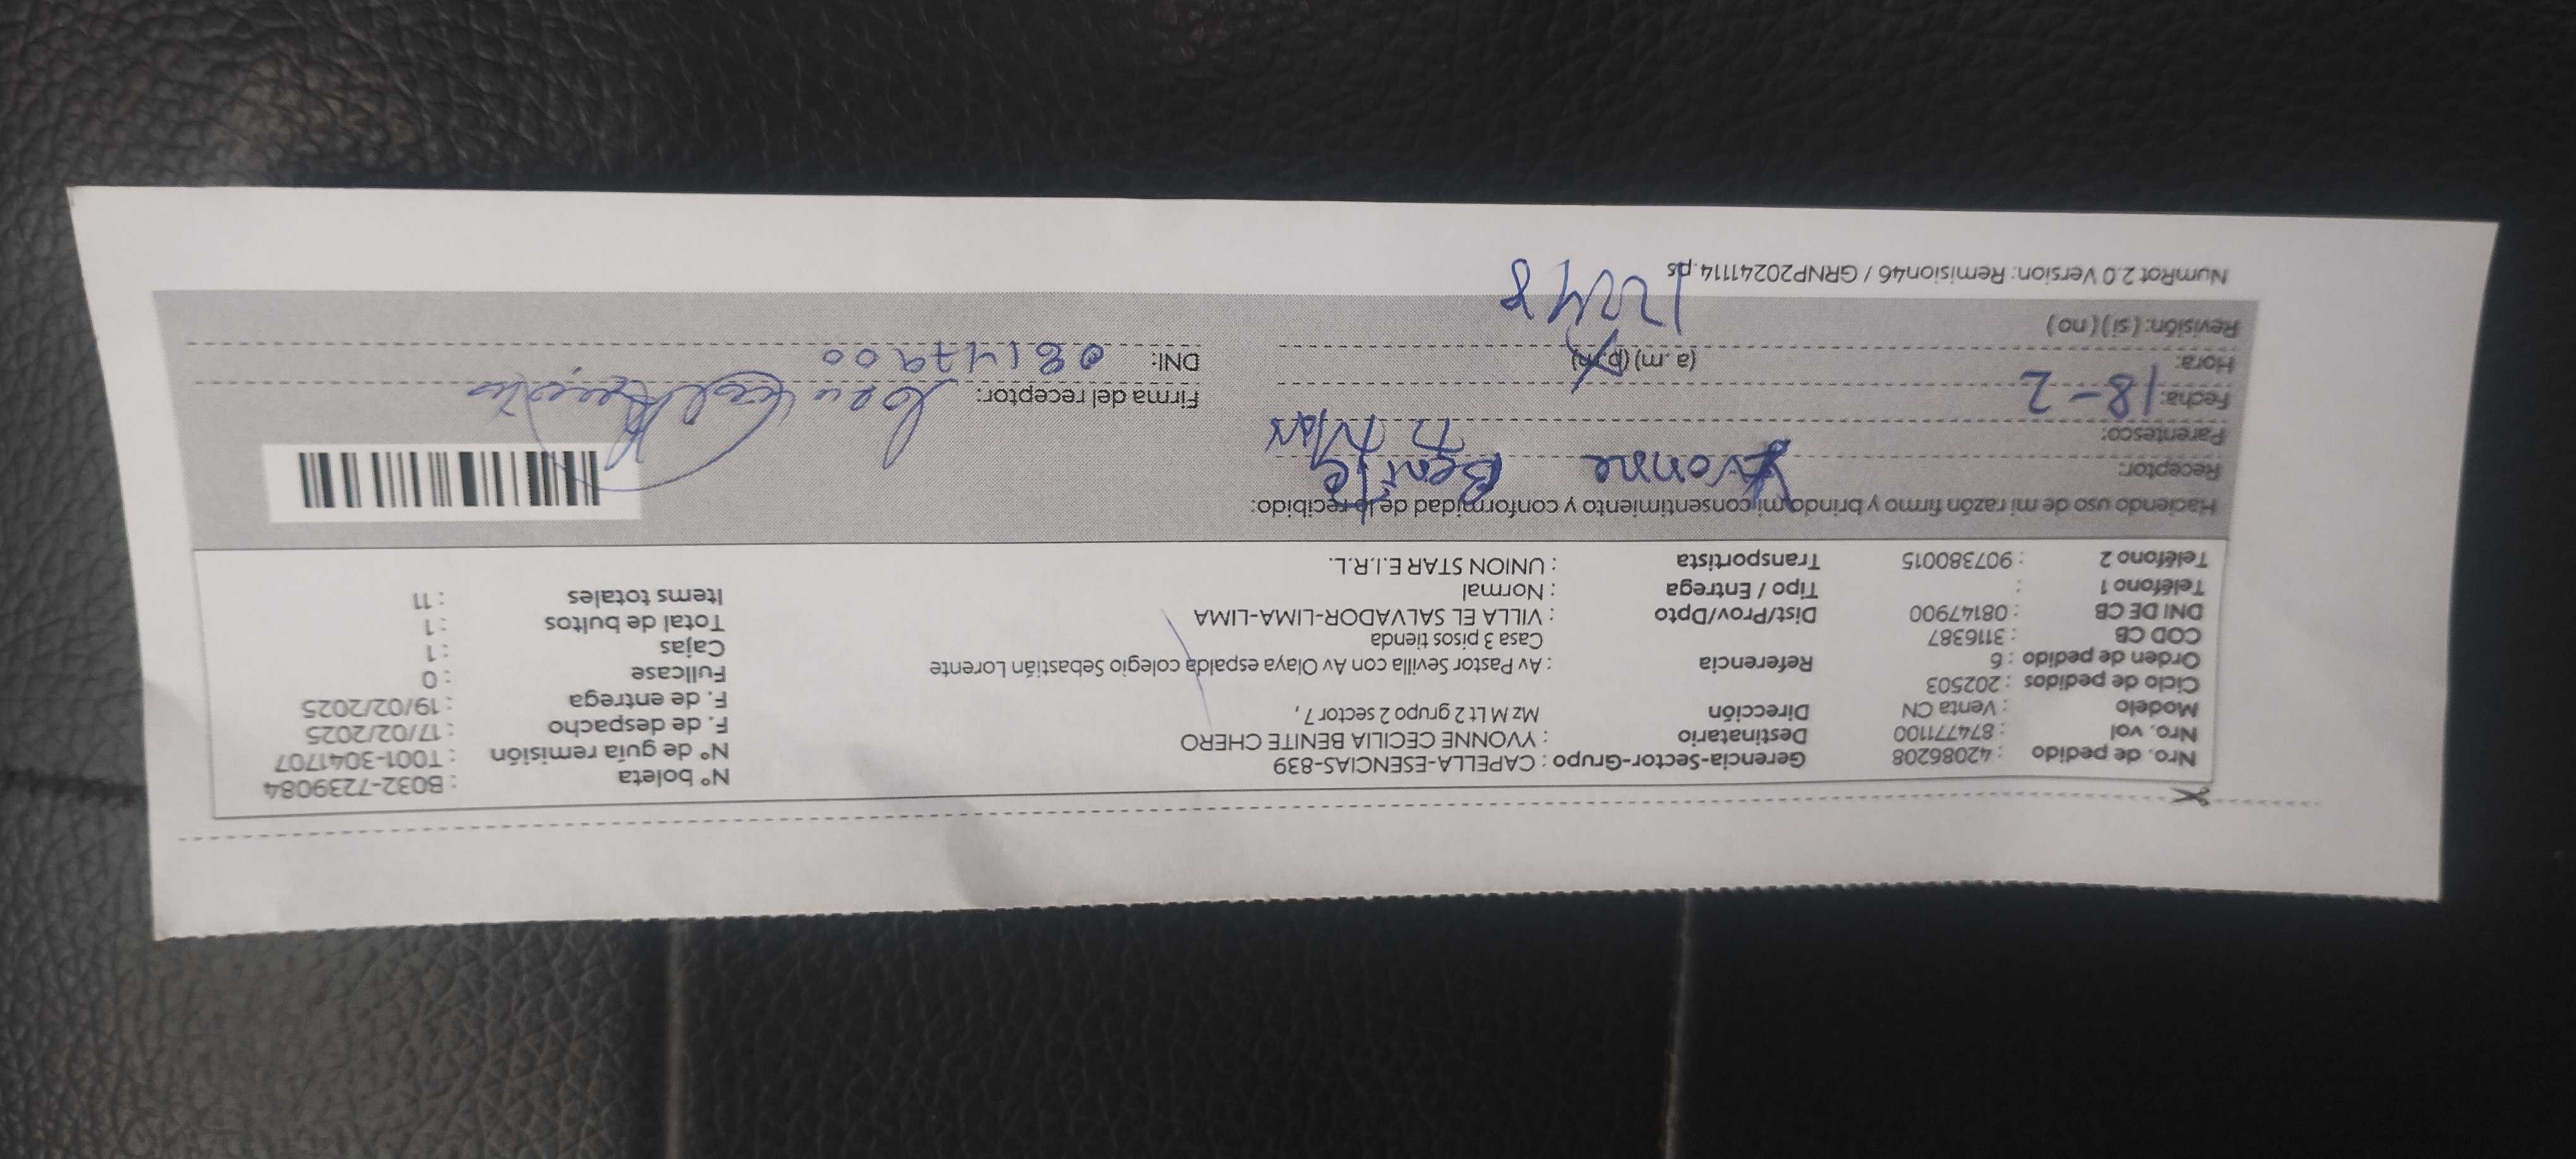 Nro. de pedido : 42086208
Nro. vol : 874771100
Modelo : Venta CN
Ciclo de pedidos : 202503
Orden de pedido : 6
COD CB : 3116387
DNI DE CB : 08147900
Teléfono 1 :
Teléfono 2 : 907380015
Gerencia-Sector-Grupo : CAPELLA-ESENCIAS-839
Destinatario : YVONNE CECILIA BENITE CHERO
Dirección Mz M Lt 2 grupo 2 sector 7,
Referencia : Av Pastor Sevilla con Av Olaya espalda colegio Sebastián Lorente
Casa 3 pisos tienda
Dist/Prov/Dpto : VILLA EL SALVADOR-LIMA-LIMA
Tipo / Entrega : Normal
Transportista : UNION STAR E.I.R.L.
N° boleta : B032-7239084
N° de guía remisión : T001-3041707
F. de despacho : 17/02/2025
F. de entrega : 19/02/2025
Fullcase : 0
Cajas : 1
Total de bultos : 1
Items totales : 11
Haciendo uso de mi razón firmo y brindo mi consentimiento y conformidad de lo recibido:
Receptor: Yvonne Benite
Parentesco:
Fecha: 18-2
Hora: (a.m) (p.m)
Revisión: (si) (no)
Firma del receptor:
DNI: 08147900
NumRot 2.0 Version: Remision46 / GRNP20241114.ps